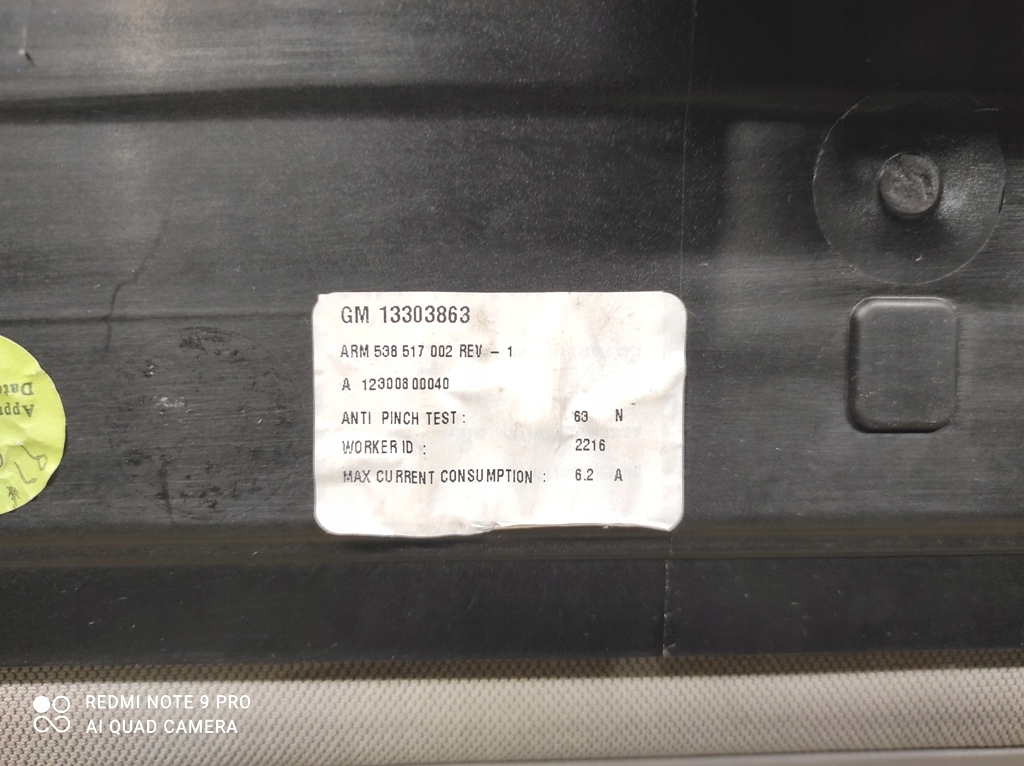 GM 13303863
ARM 538 517 002 REV - 1
A 12300800040
ANTI PINCH TEST : 63 N
WORKER ID : 2216
MAX CURRENT CONSUMPTION : 6.2 A
Date
REDMI NOTE 9 PRO
AI QUAD CAMERA